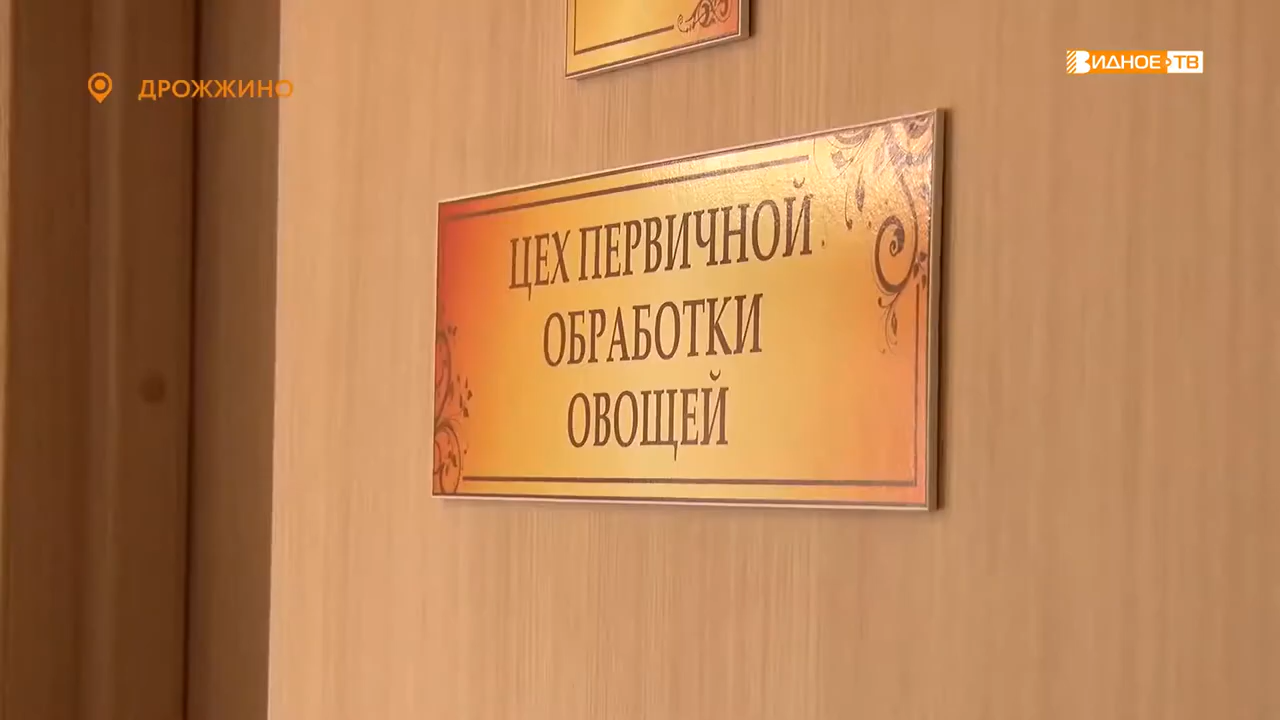 ДРОЖЖИНО
ВИДНОЕ ТВ
ЦЕХ ПЕРВИЧНОЙ
ОБРАБОТКИ
ОВОЩЕЙ